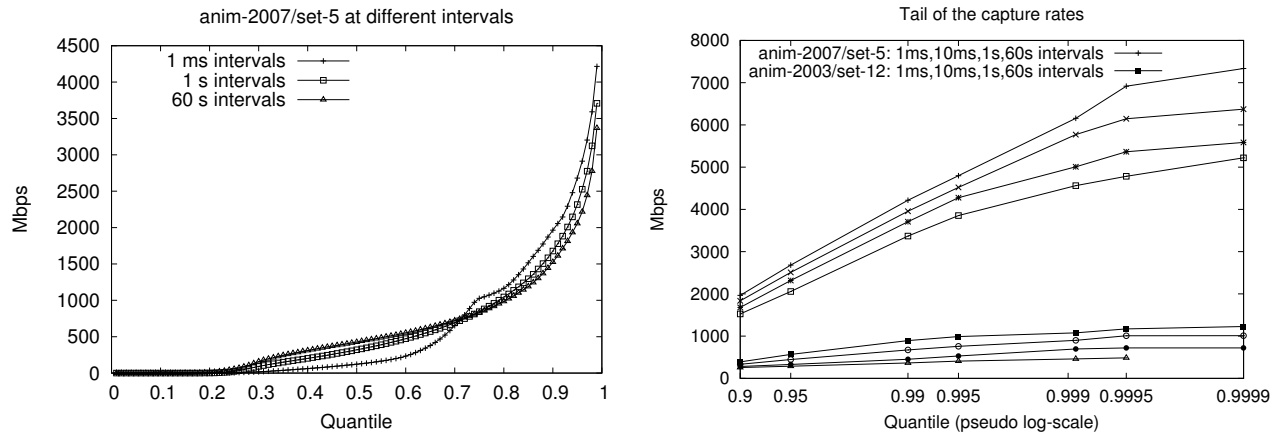 anim-2007/set-5 at different intervals
4500
4000
3500
3000
2500
2000
1500
1000
500
0
Mbps
1 ms intervals
1 s intervals
60 s intervals
0 0.1 0.2 0.3 0.4 0.5 0.6 0.7 0.8 0.9 1
Quantile
Tail of the capture rates
8000
7000
6000
5000
4000
3000
2000
1000
0
Mbps
anim-2007/set-5: 1ms,10ms,1s,60s intervals
anim-2003/set-12: 1ms,10ms,1s,60s intervals
0.9 0.95 0.99 0.995 0.999 0.9995 0.9999
Quantile (pseudo log-scale)